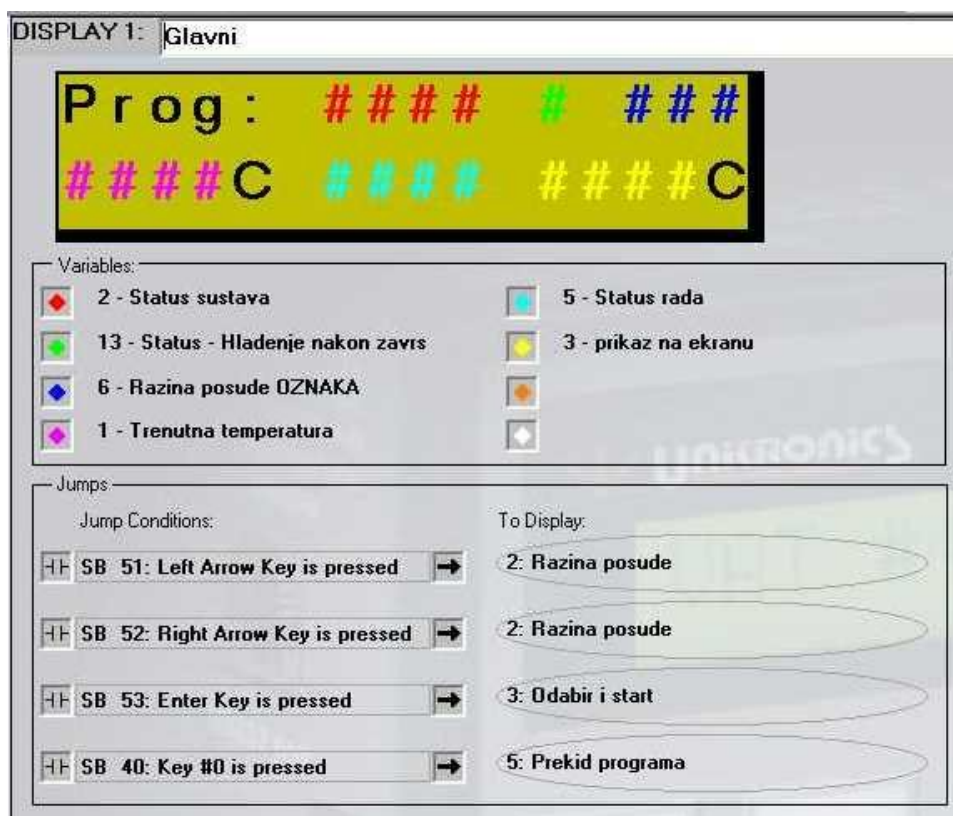 DISPLAY 1: Glavni
Prog: #### # ###
####C #### ####C
Variables:
2 - Status sustava
5 - Status rada
13 - Status - Hladenje nakon zavrs
3 - prikaz na ekranu
6 - Razina posude OZNAKA
1 - Trenutna temperatura
UNITRONICS
Jumps
Jump Conditions:
To Display:
SB 51: Left Arrow Key is pressed
2: Razina posude
SB 52: Right Arrow Key is pressed
2: Razina posude
SB 53: Enter Key is pressed
3: Odabir i start
SB 40: Key #0 is pressed
5: Prekid programa